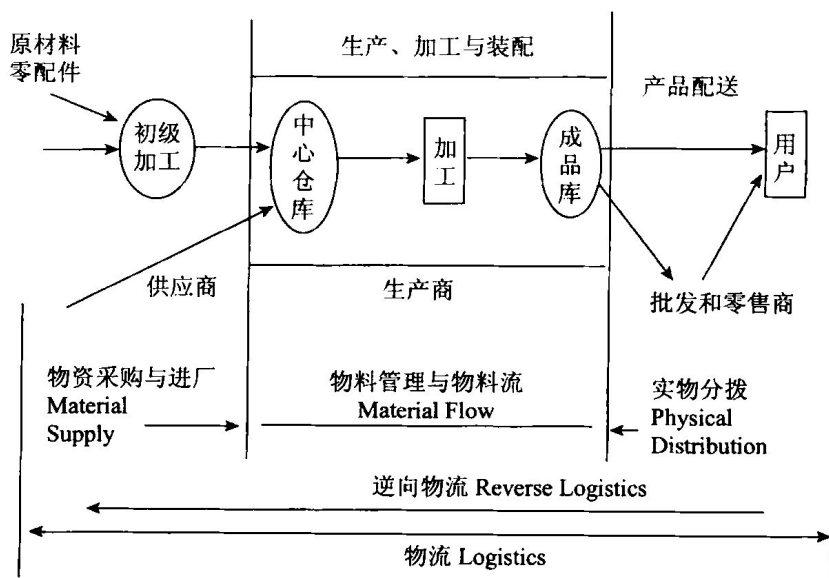 原材料
零配件
初级
加工
供应商
生产、加工与装配
中心仓库
加工
成品库
生产商
产品配送
用户
批发和零售商
物资采购与进厂
Material
Supply
物料管理与物料流
Material Flow
实物分拨
Physical
Distribution
逆向物流 Reverse Logistics
物流 Logistics